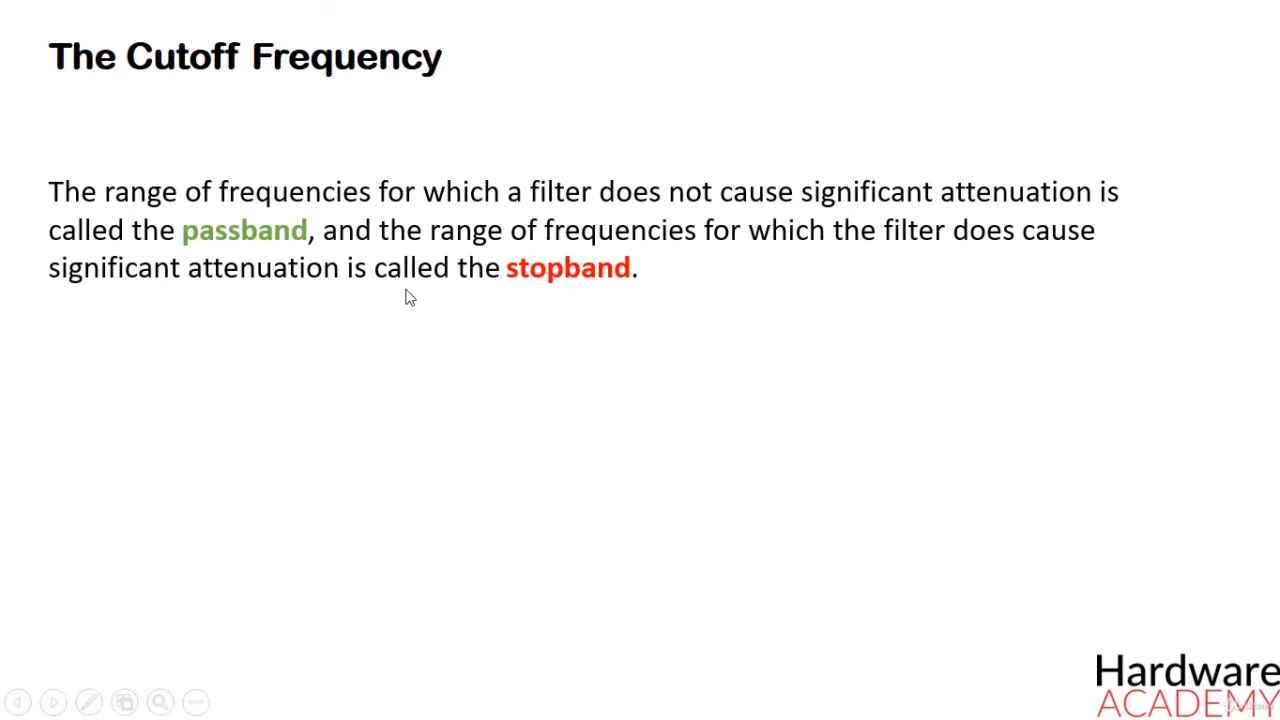 The Cutoff Frequency
The range of frequencies for which a filter does not cause significant attenuation is
called the passband, and the range of frequencies for which the filter does cause
significant attenuation is called the stopband.
Hardware
ACADEMY